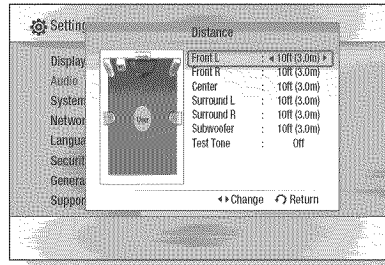 Setting
Distance
Display
Audio
System
Networ
Langua
Securit
Genera
Suppor
User
Front L : ◂ 10ft (3.0m) ▸
Front R : 10ft (3.0m)
Center : 10ft (3.0m)
Surround L : 10ft (3.0m)
Surround R : 10ft (3.0m)
Subwoofer : 10ft (3.0m)
Test Tone : Off
◂▸ Change ↶ Return